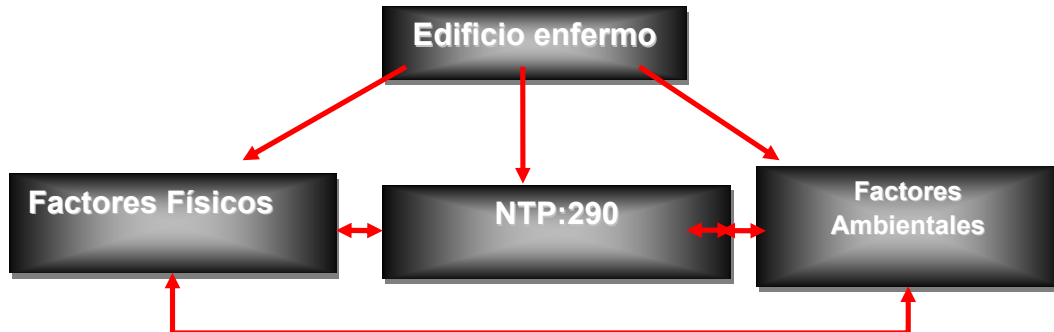 Edificio enfermo
Factores Físicos
NTP:290
Factores
Ambientales